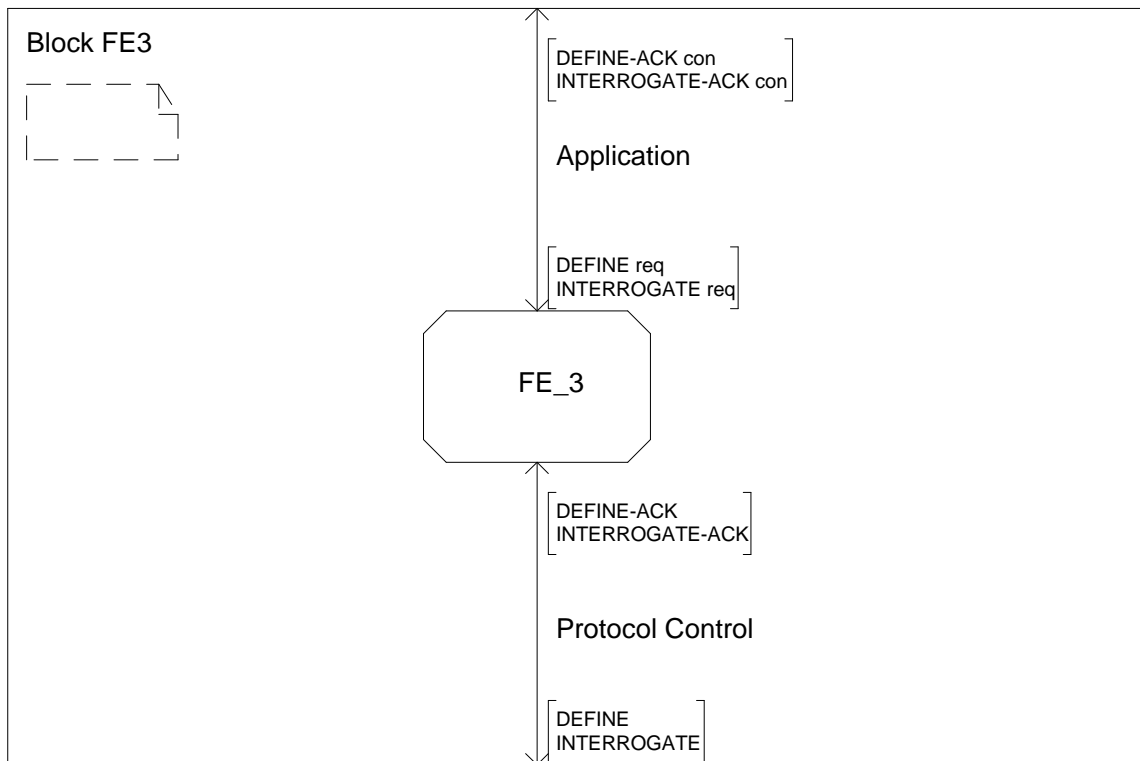 Block FE3
DEFINE-ACK con
INTERROGATE-ACK con
Application
DEFINE req
INTERROGATE req
FE_3
DEFINE-ACK
INTERROGATE-ACK
Protocol Control
DEFINE
INTERROGATE